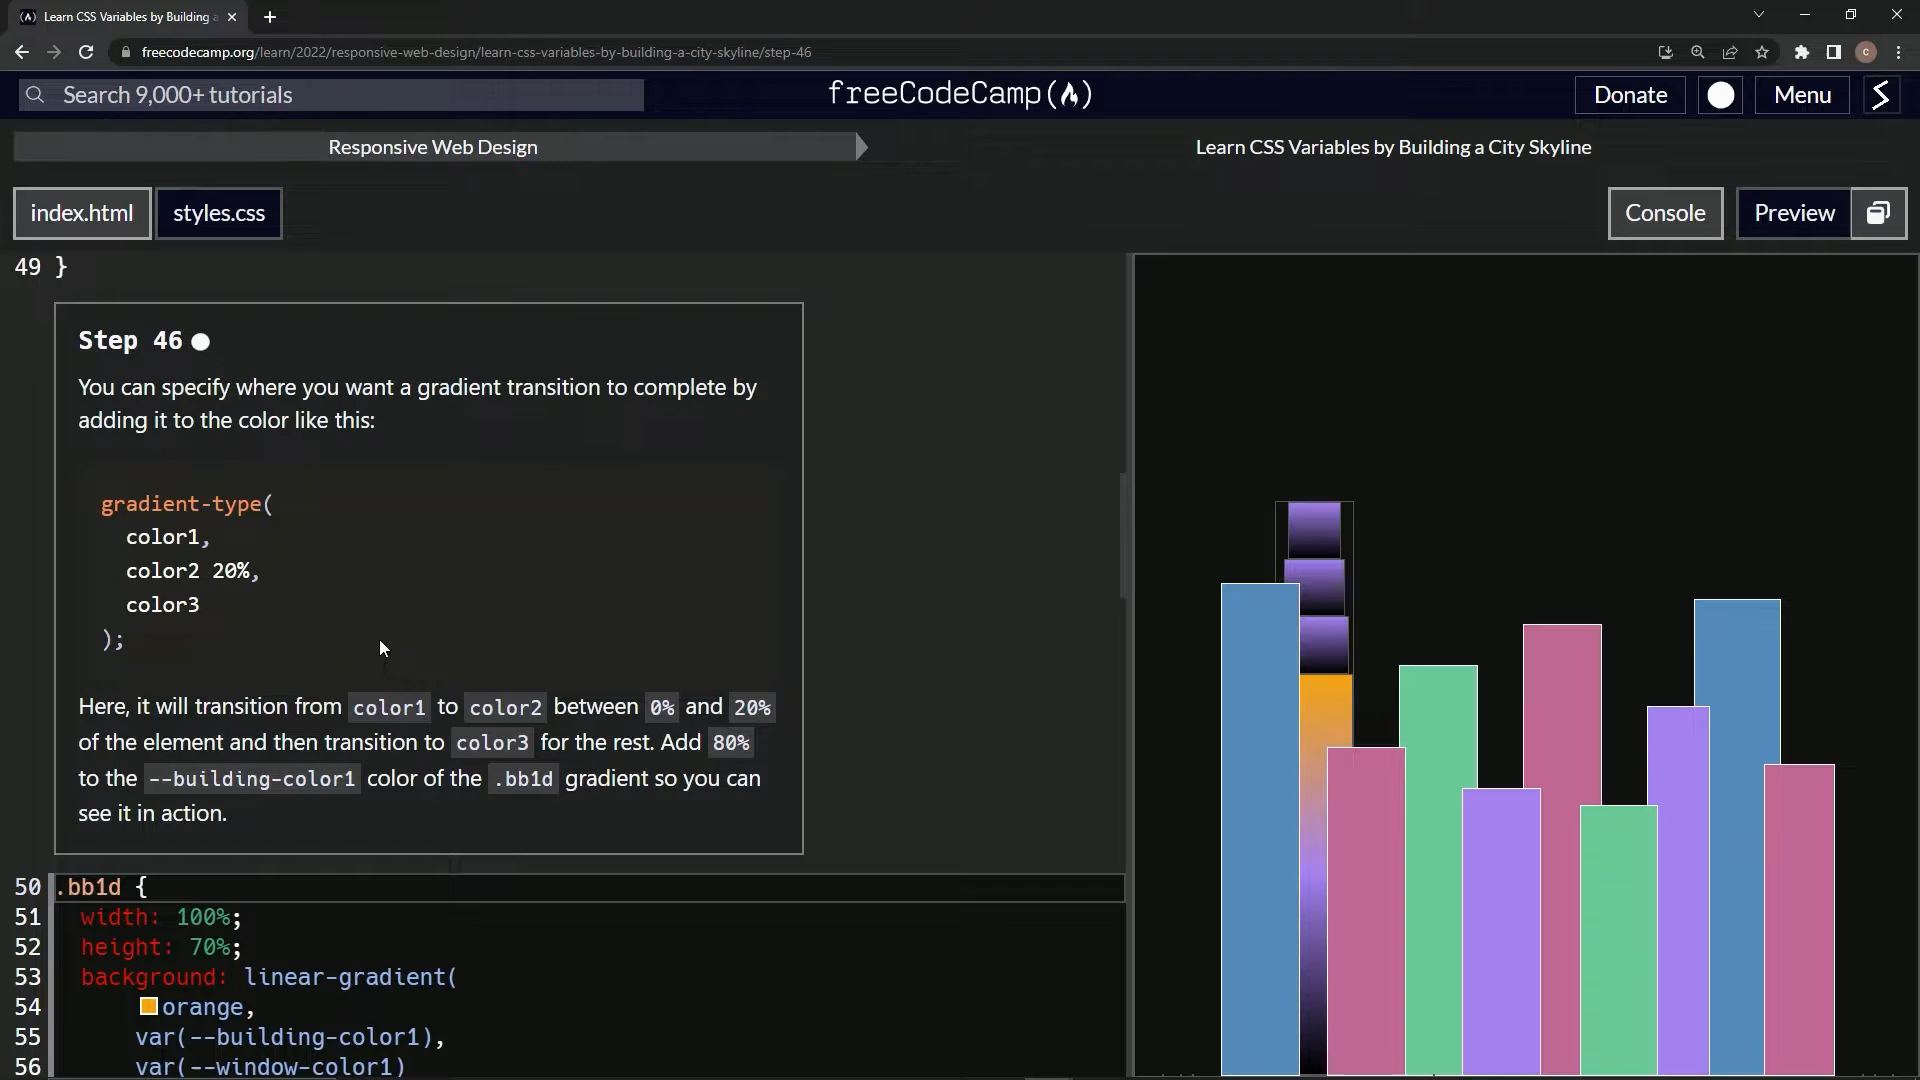 Learn CSS Variables by Building a
freecodecamp.org/learn/2022/responsive-web-design/learn-css-variables-by-building-a-city-skyline/step-46
C
Search 9,000+ tutorials
freeCodeCamp
Donate
Menu
Responsive Web Design
Learn CSS Variables by Building a City Skyline
index.html
styles.css
Console
Preview
49 }
Step 46
You can specify where you want a gradient transition to complete by
adding it to the color like this:
gradient-type(
color1,
color2 20%,
color3
);
Here, it will transition from color1 to color2 between 0% and 20%
of the element and then transition to color3 for the rest. Add 80%
to the --building-color1 color of the .bb1d gradient so you can
see it in action.
50 .bb1d {
51 width: 100%;
52 height: 70%;
53 background: linear-gradient(
54 orange,
55 var(--building-color1),
56 var(--window-color1)